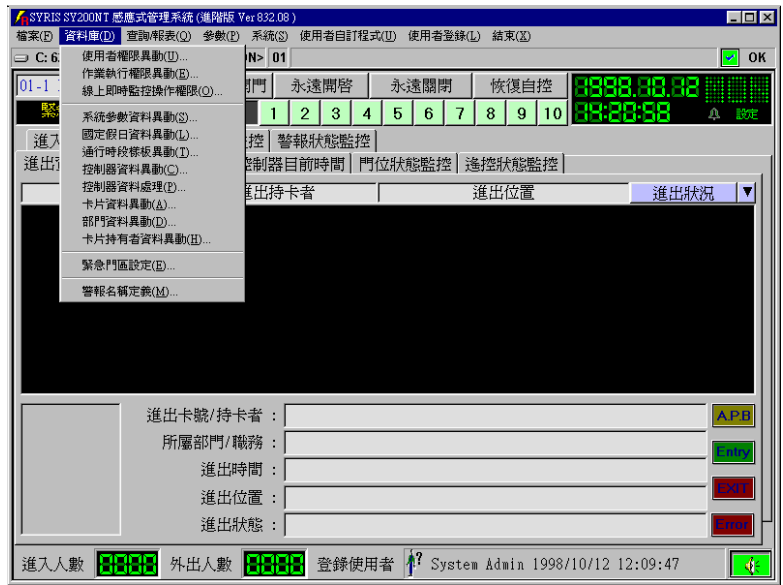 SYRIS SY200NT 感應式管理系統 (進階版 Ver 832.08 )
檔案(F) 資料庫(D) 查詢/報表(Q) 參數(P) 系統(S) 使用者自訂程式(U) 使用者登錄(L) 結束(X)
C: 6 N> 01 OK
使用者權限異動(U)...
作業執行權限異動(E)...
線上即時監控操作權限(O)...
系統參數資料異動(S)...
國定假日資料異動(L)...
通行時段樣板異動(T)...
控制器資料異動(C)...
控制器資料處理(P)...
卡片資料異動(A)...
部門資料異動(D)...
卡片持有者資料異動(H)...
緊急門區設定(E)...
警報名稱定義(M)...
01-1 門 永遠開啓 永遠關閉 恢復自控
緊 1 2 3 4 5 6 7 8 9 10 設定
進入 控 警報狀態監控
進出 控制器目前時間 門位狀態監控 遙控狀態監控
進出持卡者 進出位置 進出狀況
進出卡號/持卡者 :
所屬部門/職務 :
進出時間 :
進出位置 :
進出狀態 :
A.P.B
Entry
EXIT
Error
進入人數 外出人數 登錄使用者 System Admin 1998/10/12 12:09:47